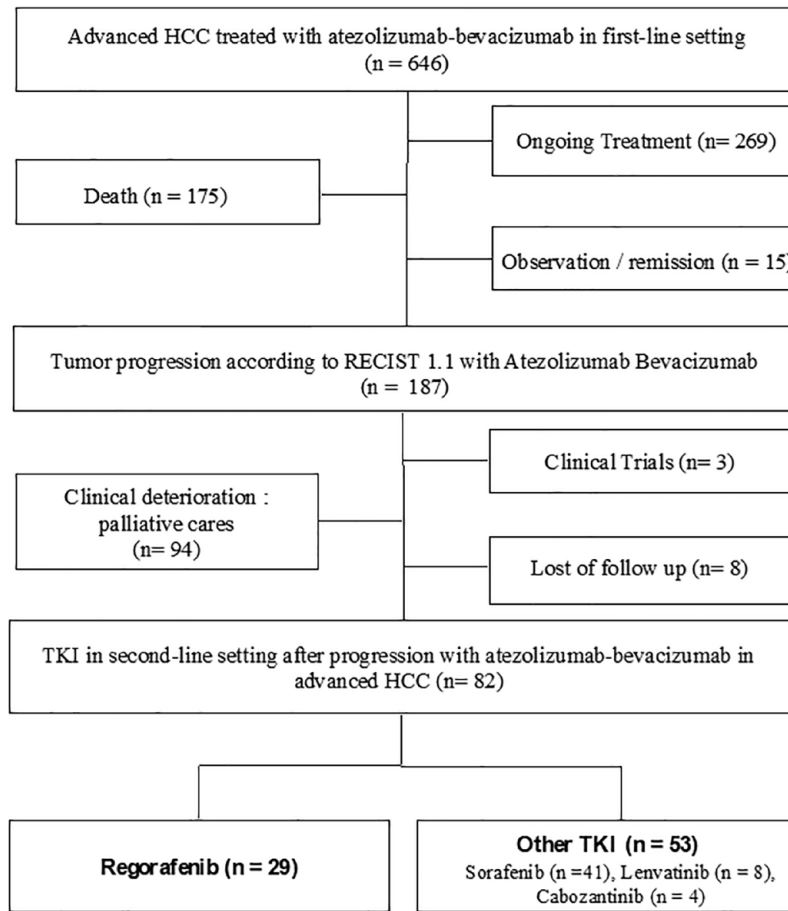 Advanced HCC treated with atezolizumab-bevacizumab in first-line setting
(n = 646)
Ongoing Treatment (n= 269)
Death (n = 175)
Observation / remission (n = 15)
Tumor progression according to RECIST 1.1 with Atezolizumab Bevacizumab
(n = 187)
Clinical Trials (n= 3)
Clinical deterioration :
palliative cares
(n= 94)
Lost of follow up (n= 8)
TKI in second-line setting after progression with atezolizumab-bevacizumab in
advanced HCC (n= 82)
Regorafenib (n = 29)
Other TKI (n = 53)
Sorafenib (n =41), Lenvatinib (n = 8),
Cabozantinib (n = 4)